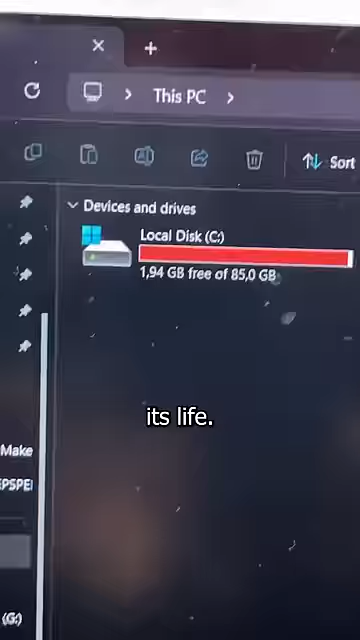 This PC
Sort
Devices and drives
Local Disk (C:)
1,94 GB free of 85,0 GB
its life.
Make
(G:)